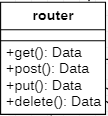 router
+get(): Data
+post(): Data
+put(): Data
+delete(): Data